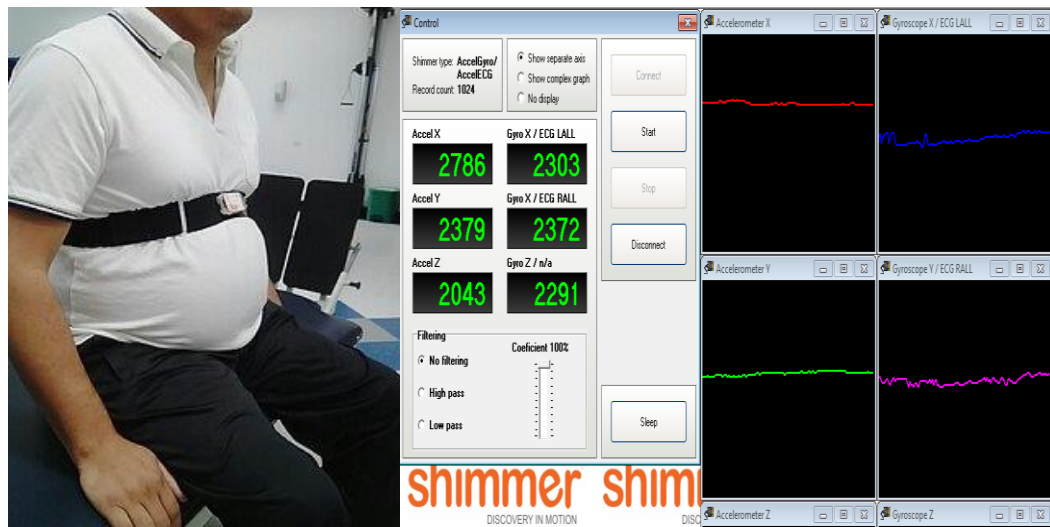 Control
Shimmer type: AccelGyro/
AccelECG
Record count: 1024
Show separate axis
Show complex graph
No display
Connect
Start
Stop
Disconnect
Sleep
Accel X
Gyro X / ECG LALL
2786
2303
Accel Y
Gyro X / ECG RALL
2379
2372
Accel Z
Gyro Z / n/a
2043
2291
Filtering
No filtering
High pass
Low pass
Coeficient 100%
shimmer
DISCOVERY IN MOTION
shim
DISC
Accelerometer X
Gyroscope X / ECG LALL
Accelerometer Y
Gyroscope Y / ECG RALL
Accelerometer Z
Gyroscope Z